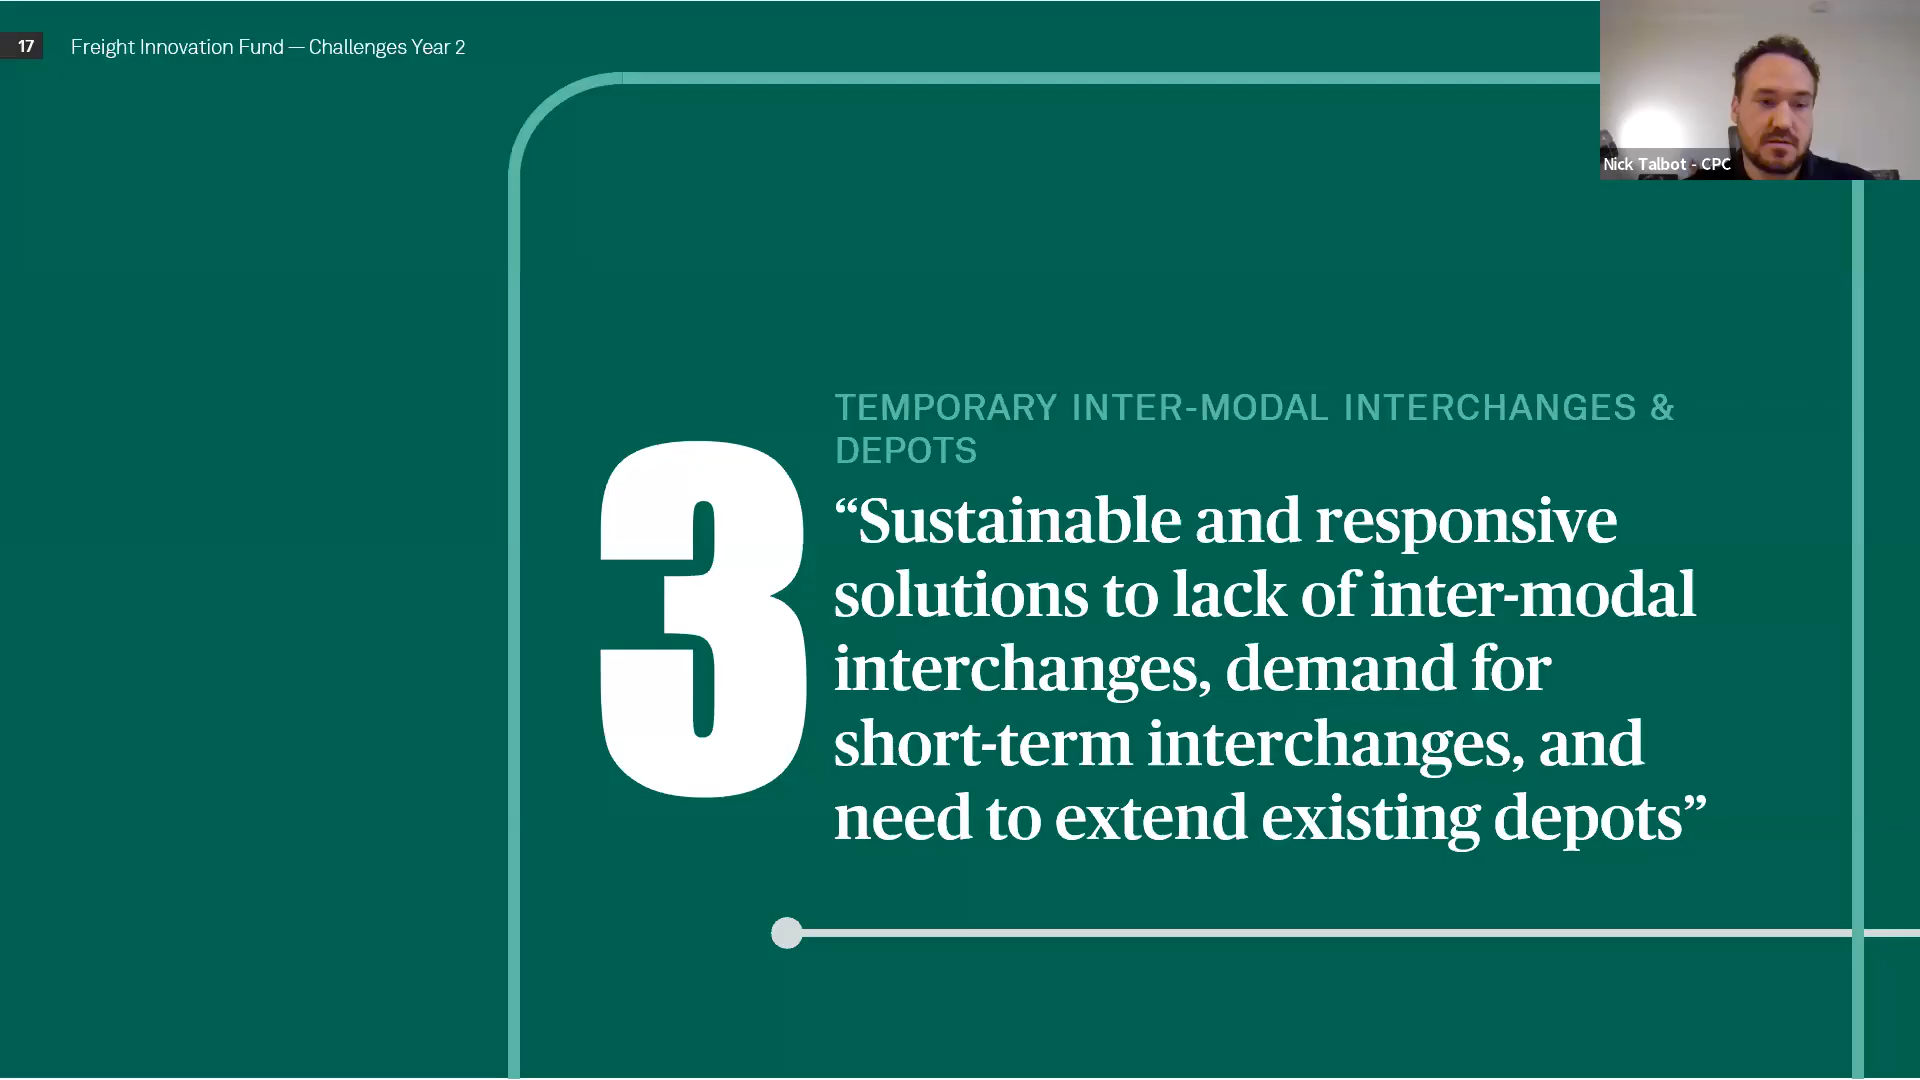 17
Freight Innovation Fund — Challenges Year 2
Nick Talbot - CPC
TEMPORARY INTER-MODAL INTERCHANGES &
DEPOTS
3
“Sustainable and responsive
solutions to lack of inter-modal
interchanges, demand for
short-term interchanges, and
need to extend existing depots”